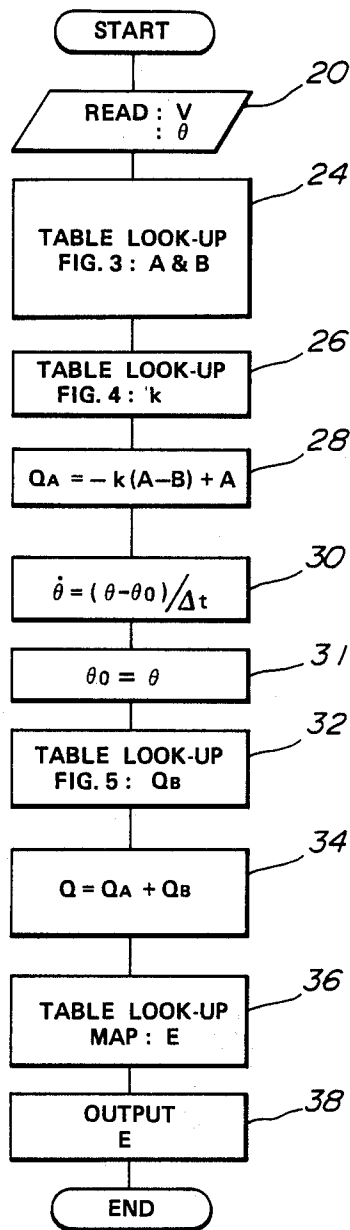 START
20
READ : V
: θ
24
TABLE LOOK-UP
FIG. 3 : A & B
26
TABLE LOOK-UP
FIG. 4 : k
28
QA = – k (A–B) + A
30
θ̇ = ( θ –θ0 ) / Δt
31
θ0 = θ
32
TABLE LOOK-UP
FIG. 5 : QB
34
Q = QA + QB
36
TABLE LOOK-UP
MAP : E
38
OUTPUT
E
END